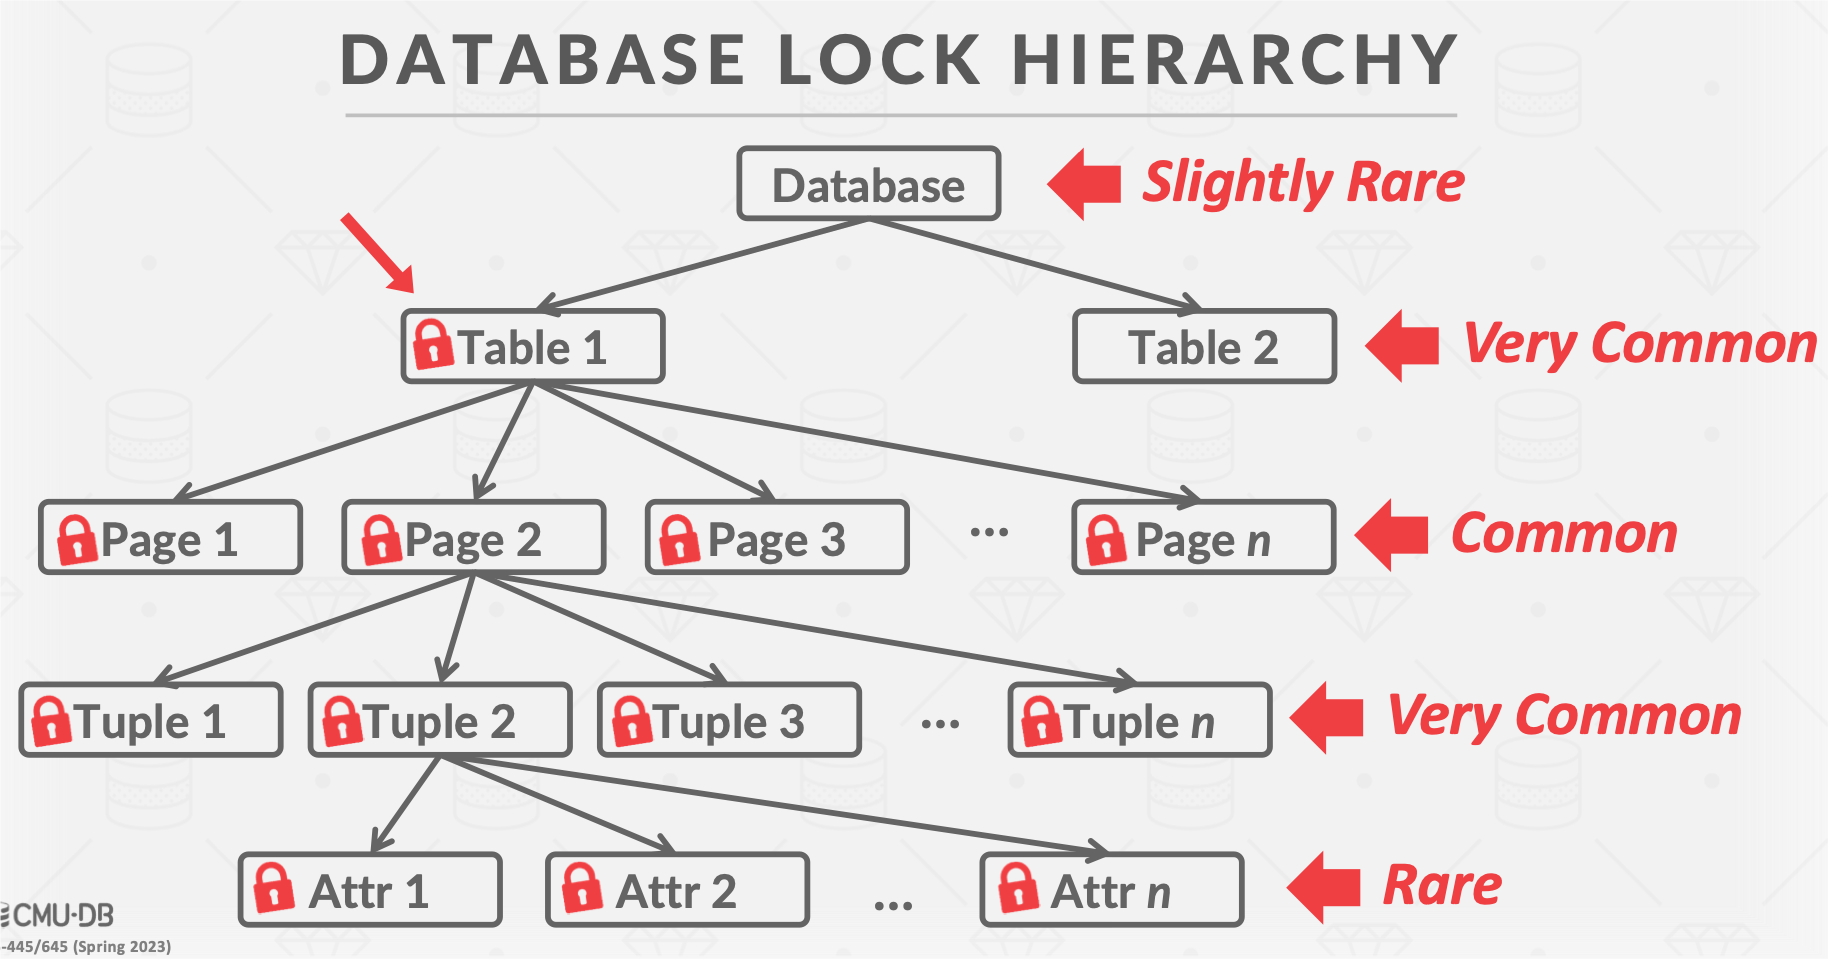 DATABASE LOCK HIERARCHY
Database
Slightly Rare
Table 1
Table 2
Very Common
Page 1
Page 2
Page 3
...
Page n
Common
Tuple 1
Tuple 2
Tuple 3
...
Tuple n
Very Common
Attr 1
Attr 2
...
Attr n
Rare
CMU·DB
-445/645 (Spring 2023)